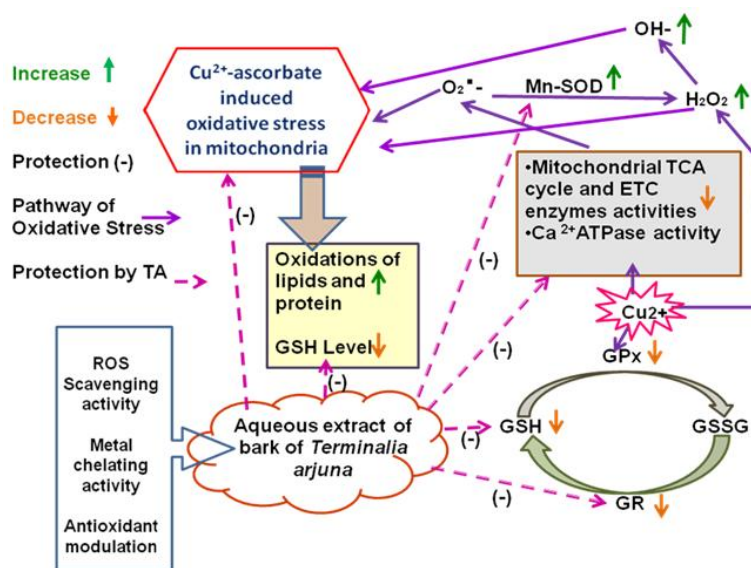 Increase
Decrease
Protection (-)
Pathway of
Oxidative Stress
Protection by TA
Cu²⁺-ascorbate
induced
oxidative stress
in mitochondria
O₂▪-
Mn-SOD
OH-
H₂O₂
•Mitochondrial TCA
cycle and ETC
enzymes activities
•Ca ²⁺ATPase activity
(-)
Oxidations of
lipids and
protein
GSH Level
(-)
(-)
(-)
Cu2+
GPx
GSH
GSSG
GR
(-)
(-)
ROS
Scavenging
activity
Metal
chelating
activity
Antioxidant
modulation
Aqueous extract of
bark of Terminalia
arjuna